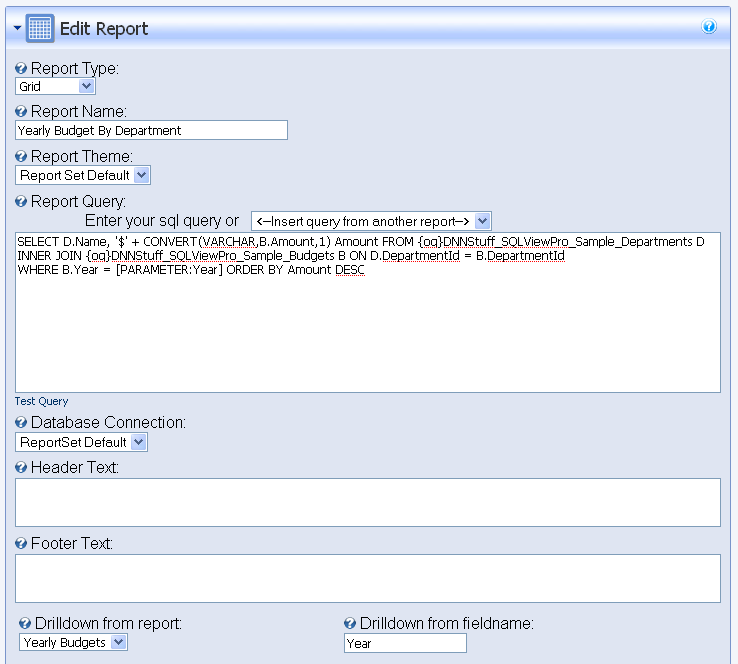 Edit Report
Report Type:
Grid
Report Name:
Yearly Budget By Department
Report Theme:
Report Set Default
Report Query:
Enter your sql query or <--Insert query from another report-->
SELECT D.Name, '$' + CONVERT(VARCHAR,B.Amount,1) Amount FROM {oq}DNNStuff_SQLViewPro_Sample_Departments D
INNER JOIN {oq}DNNStuff_SQLViewPro_Sample_Budgets B ON D.DepartmentId = B.DepartmentId
WHERE B.Year = [PARAMETER:Year] ORDER BY Amount DESC
Test Query
Database Connection:
ReportSet Default
Header Text:
Footer Text:
Drilldown from report: Drilldown from fieldname:
Yearly Budgets Year